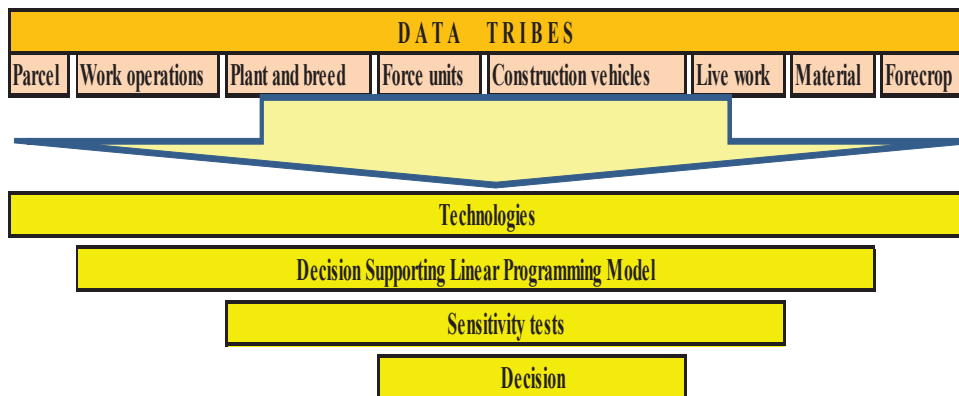 DATA TRIBES
Parcel Work operations Plant and breed Force units Construction vehicles Live work Material Forecrop
Technologies
Decision Supporting Linear Programming Model
Sensitivity tests
Decision